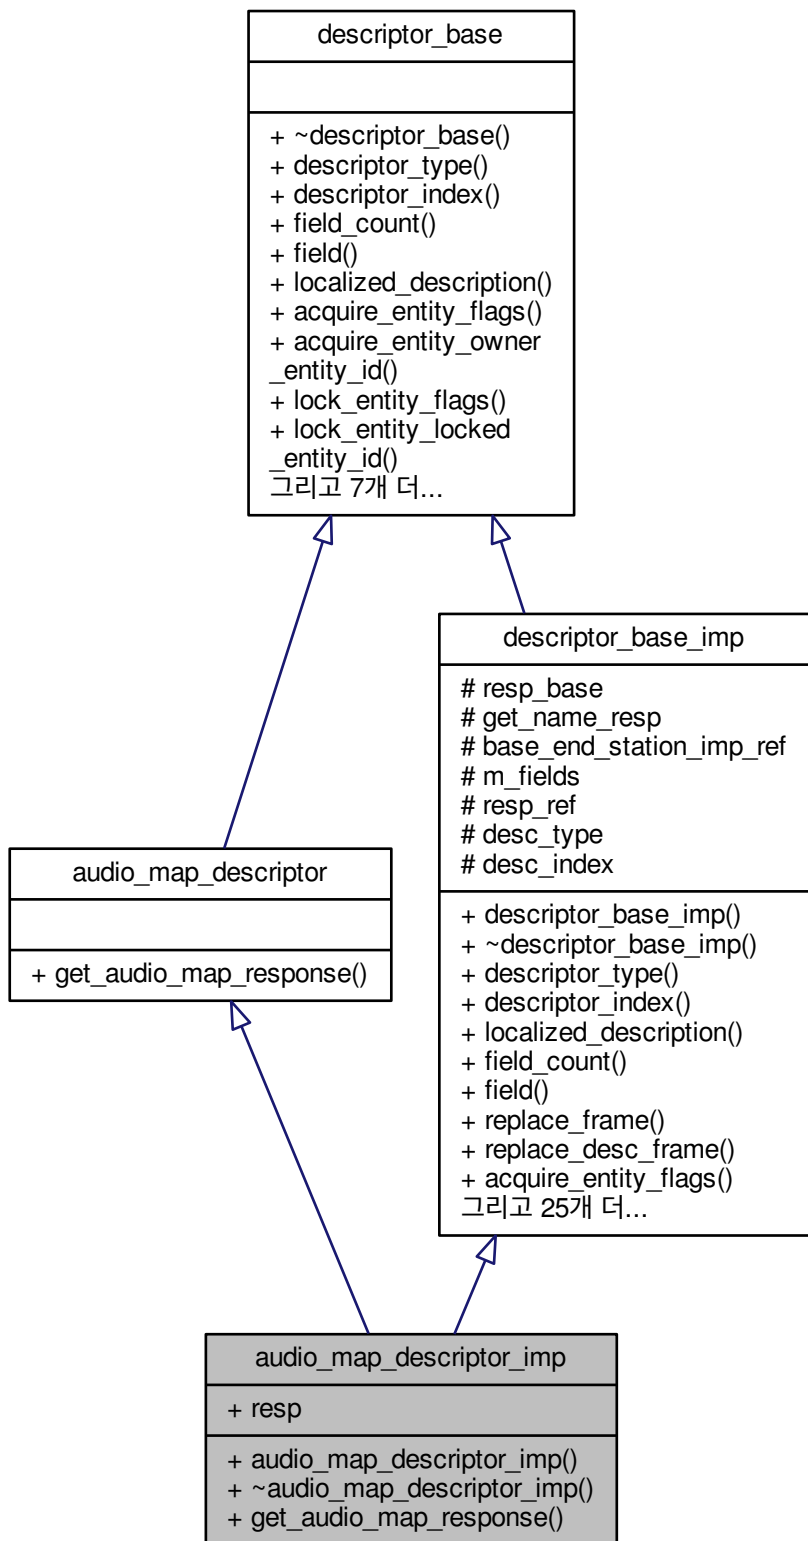 descriptor_base
+ ~descriptor_base()
+ descriptor_type()
+ descriptor_index()
+ field_count()
+ field()
+ localized_description()
+ acquire_entity_flags()
+ acquire_entity_owner
_entity_id()
+ lock_entity_flags()
+ lock_entity_locked
_entity_id()
그리고 7개 더...
descriptor_base_imp
# resp_base
# get_name_resp
# base_end_station_imp_ref
# m_fields
# resp_ref
# desc_type
# desc_index
+ descriptor_base_imp()
+ ~descriptor_base_imp()
+ descriptor_type()
+ descriptor_index()
+ localized_description()
+ field_count()
+ field()
+ replace_frame()
+ replace_desc_frame()
+ acquire_entity_flags()
그리고 25개 더...
audio_map_descriptor
+ get_audio_map_response()
audio_map_descriptor_imp
+ resp
+ audio_map_descriptor_imp()
+ ~audio_map_descriptor_imp()
+ get_audio_map_response()